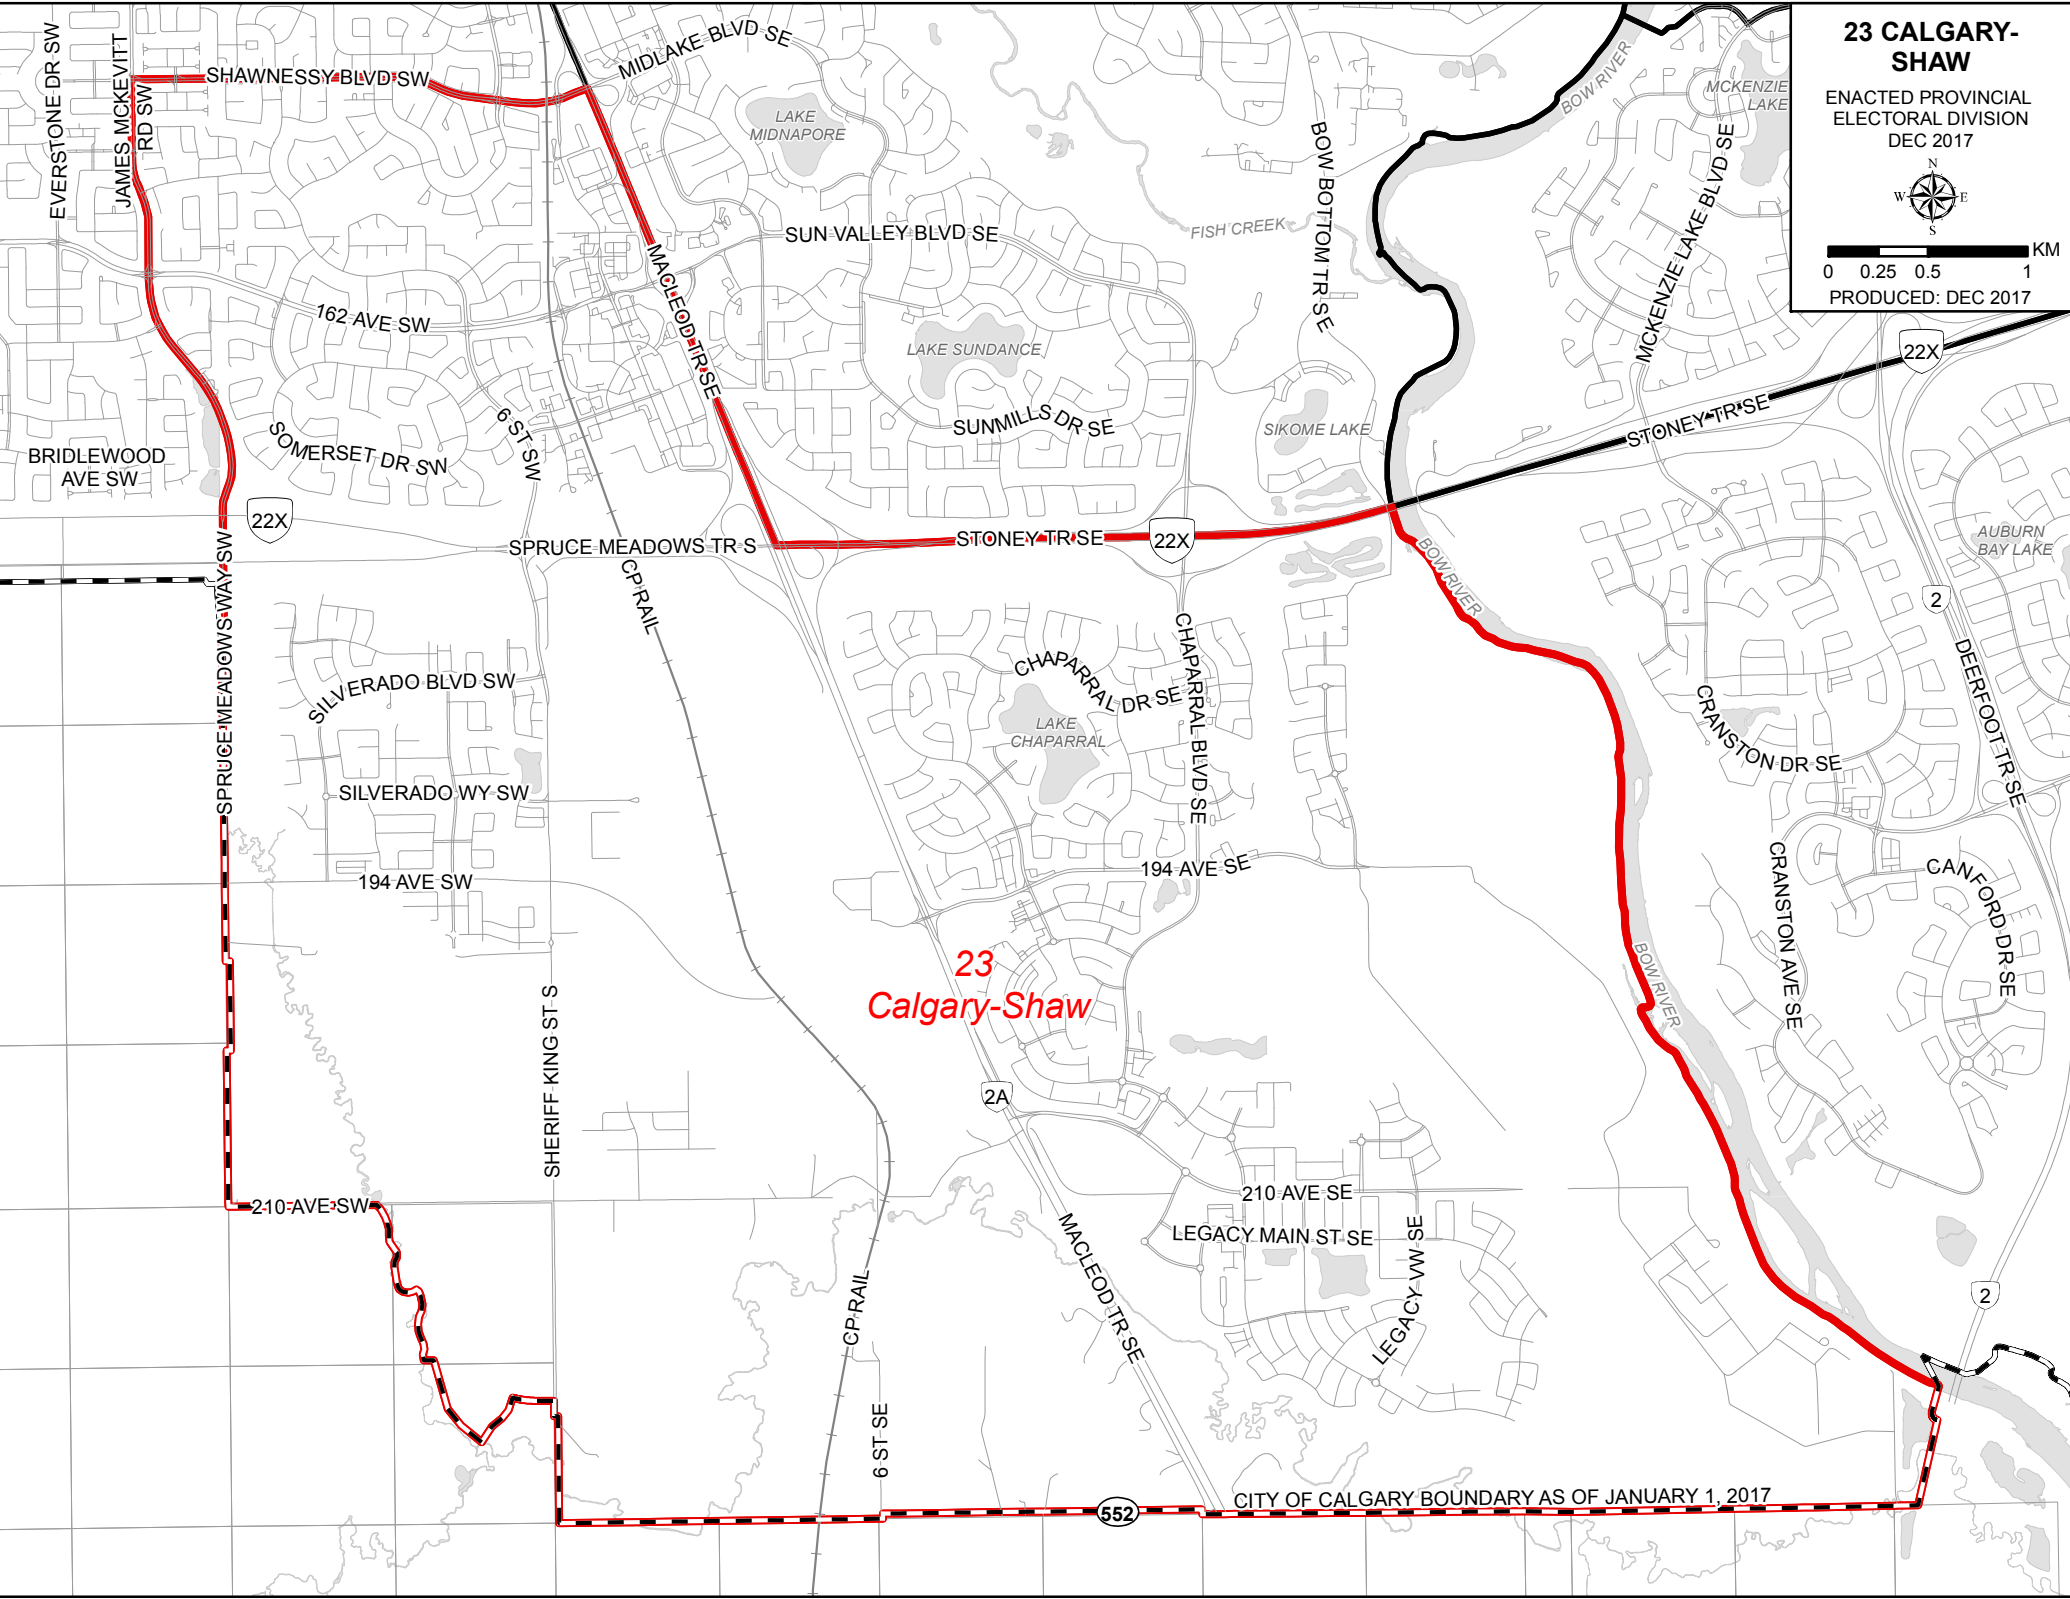 23 CALGARY-
SHAW
ENACTED PROVINCIAL
ELECTORAL DIVISION
DEC 2017
N
W
E
S
KM
0
0.25
0.5
1
PRODUCED: DEC 2017
EVERSTONE DR SW
JAMES MCKEVITT
RD SW
SHAWNESSY BLVD SW
MIDLAKE BLVD SE
LAKE
MIDNAPORE
BOW RIVER
MCKENZIE
LAKE
BOW BOTTOM TR SE
FISH CREEK
MCKENZIE LAKE BLVD SE
SUN VALLEY BLVD SE
MACLEOD TR SE
162 AVE SW
LAKE SUNDANCE
22X
SUNMILLS DR SE
SIKOME LAKE
STONEY TR SE
6 ST SW
SOMERSET DR SW
BRIDLEWOOD
AVE SW
22X
SPRUCE MEADOWS TR S
STONEY TR SE
22X
BOW RIVER
AUBURN
BAY LAKE
SPRUCE MEADOWS WAY SW
CP RAIL
2
CHAPARRAL DR SE
CHAPARRAL BLVD SE
DEERFOOT TR SE
SILVERADO BLVD SW
LAKE
CHAPARRAL
CRANSTON DR SE
SILVERADO WY SW
194 AVE SW
194 AVE SE
CRANSTON AVE SE
CANFORD DR SE
23
Calgary-Shaw
BOW RIVER
SHERIFF KING ST S
2A
210 AVE SW
210 AVE SE
LEGACY MAIN ST SE
LEGACY VW SE
MACLEOD TR SE
CP RAIL
2
6 ST SE
552
CITY OF CALGARY BOUNDARY AS OF JANUARY 1, 2017